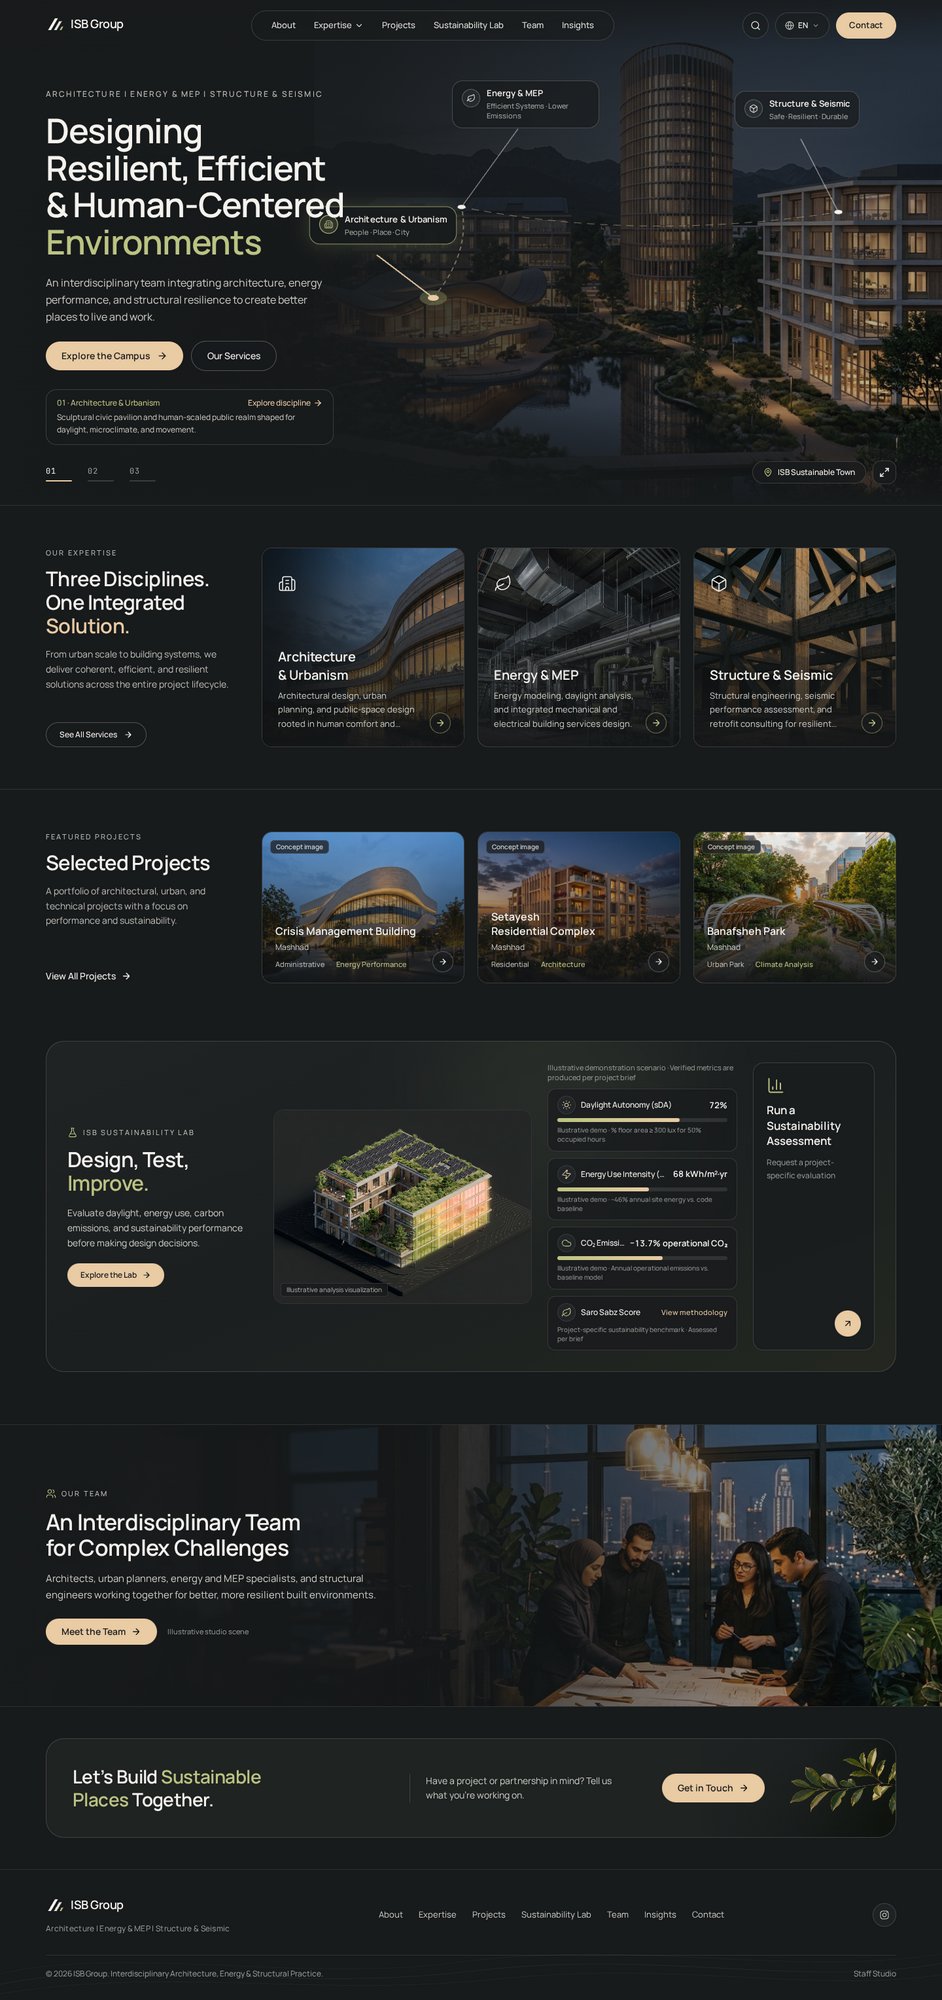 ISB Group
About
Expertise
Projects
Sustainability Lab
Team
Insights
EN
Contact
ARCHITECTURE | ENERGY & MEP | STRUCTURE & SEISMIC
Designing
Resilient, Efficient
& Human-Centered
Environments
An interdisciplinary team integrating architecture, energy
performance, and structural resilience to create better
places to live and work.
Explore the Campus
Our Services
Energy & MEP
Efficient Systems · Lower
Emissions
Structure & Seismic
Safe · Resilient · Durable
Architecture & Urbanism
People · Place · City
01 · Architecture & Urbanism
Explore discipline
Sculptural civic pavilion and human-scaled public realm shaped for
daylight, microclimate, and movement.
01
02
03
ISB Sustainable Town
OUR EXPERTISE
Three Disciplines.
One Integrated
Solution.
From urban scale to building systems, we
deliver coherent, efficient, and resilient
solutions across the entire project lifecycle.
See All Services
Architecture
& Urbanism
Architectural design, urban
planning, and public-space design
rooted in human comfort and...
Energy & MEP
Energy modeling, daylight analysis,
and integrated mechanical and
electrical building services design.
Structure & Seismic
Structural engineering, seismic
performance assessment, and
retrofit consulting for resilient...
FEATURED PROJECTS
Selected Projects
A portfolio of architectural, urban, and
technical projects with a focus on
performance and sustainability.
View All Projects
Concept image
Crisis Management Building
Mashhad
Administrative · Energy Performance
Concept image
Setayesh
Residential Complex
Mashhad
Residential · Architecture
Concept image
Banafsheh Park
Mashhad
Urban Park · Climate Analysis
ISB SUSTAINABILITY LAB
Design, Test,
Improve.
Evaluate daylight, energy use, carbon
emissions, and sustainability performance
before making design decisions.
Explore the Lab
Illustrative analysis visualization
Illustrative demonstration scenario · Verified metrics are
produced per project brief
Daylight Autonomy (sDA)
72%
Illustrative demo · % floor area ≥ 300 lux for 50%
occupied hours
Energy Use Intensity (...
68 kWh/m²·yr
Illustrative demo · −46% annual site energy vs. code
baseline
CO₂ Emissi...
−13.7% operational CO₂
Illustrative demo · Annual operational emissions vs.
baseline model
Saro Sabz Score
View methodology
Project-specific sustainability benchmark · Assessed
per brief
Run a
Sustainability
Assessment
Request a project-
specific evaluation
OUR TEAM
An Interdisciplinary Team
for Complex Challenges
Architects, urban planners, energy and MEP specialists, and structural
engineers working together for better, more resilient built environments.
Meet the Team
Illustrative studio scene
Let's Build Sustainable
Places Together.
Have a project or partnership in mind? Tell us
what you're working on.
Get in Touch
ISB Group
Architecture | Energy & MEP | Structure & Seismic
About
Expertise
Projects
Sustainability Lab
Team
Insights
Contact
© 2026 ISB Group. Interdisciplinary Architecture, Energy & Structural Practice.
Staff Studio